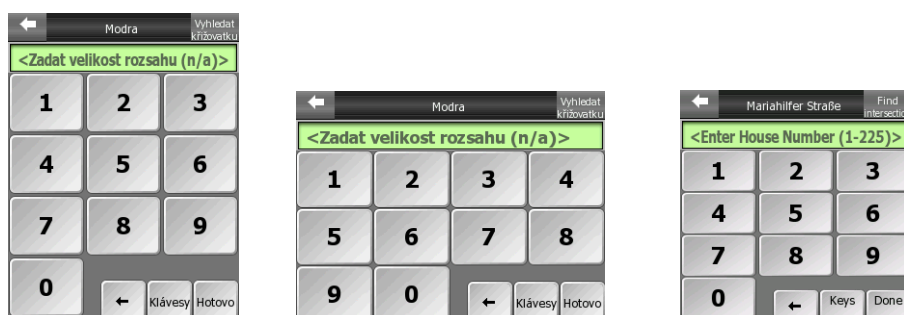 Modra
Vyhledat
křižovatku
<Zadat velikost rozsahu (n/a)>
1 2 3
4 5 6
7 8 9
0 Klávesy Hotovo
Modra
Vyhledat
křižovatku
<Zadat velikost rozsahu (n/a)>
1 2 3 4
5 6 7 8
9 0 Klávesy Hotovo
Mariahilfer Straße
Find
intersectio
<Enter House Number (1-225)>
1 2 3
4 5 6
7 8 9
0 Keys Done